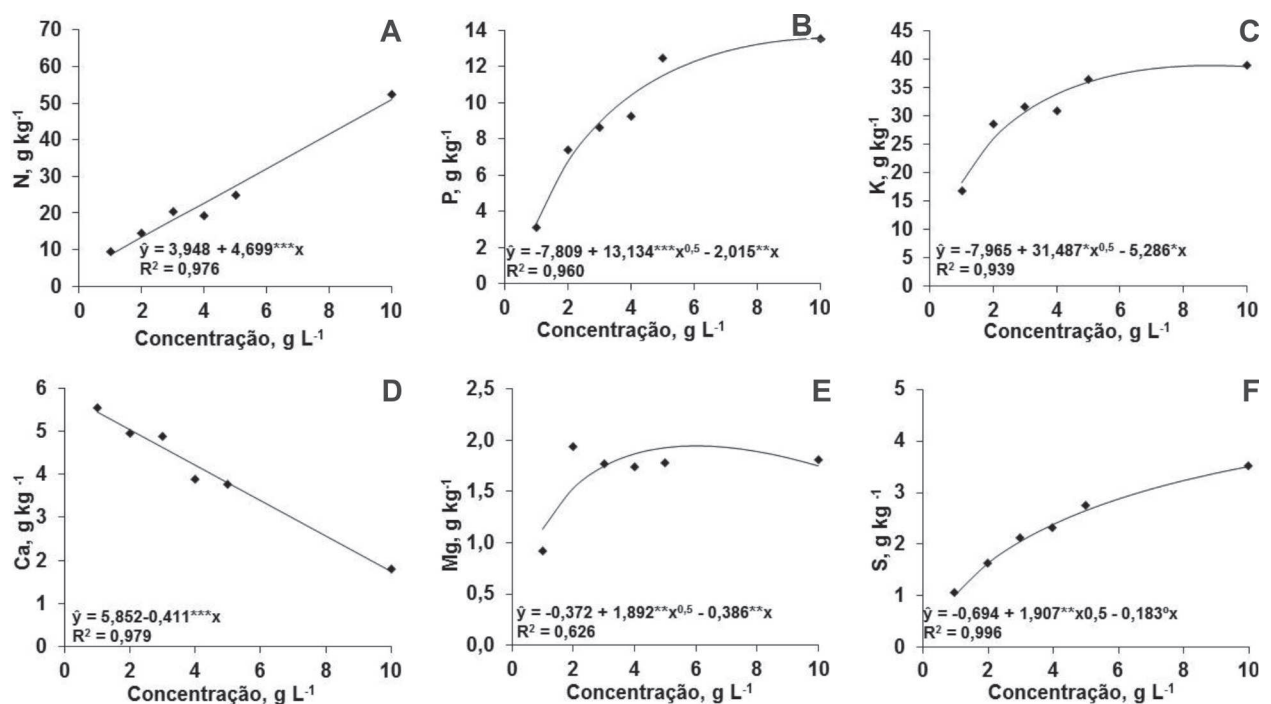 A
N, g kg-1
70
60
50
40
30
20
10
0
0 2 4 6 8 10
ŷ = 3,948 + 4,699***x
R2 = 0,976
Concentração, g L-1
B
P, g kg-1
14
12
10
8
6
4
2
0
0 2 4 6 8 10
ŷ = -7,809 + 13,134***x0,5 - 2,015**x
R2 = 0,960
Concentração, g L-1
C
K, g kg-1
45
40
35
30
25
20
15
10
5
0
0 2 4 6 8 10
ŷ = -7,965 + 31,487*x0,5 - 5,286*x
R2 = 0,939
Concentração, g L-1
D
Ca, g kg-1
6
5
4
3
2
1
0
0 2 4 6 8 10
ŷ = 5,852-0,411***x
R2 = 0,979
Concentração, g L-1
E
Mg, g kg-1
2,5
2,0
1,5
1,0
0,5
0,0
0 2 4 6 8 10
ŷ = -0,372 + 1,892**x0,5 - 0,386**x
R2 = 0,626
Concentração, g L-1
F
S, g kg -1
5
4
3
2
1
0
0 2 4 6 8 10
ŷ = -0,694 + 1,907**x0,5 - 0,183ºx
R2 = 0,996
Concentração, g L-1